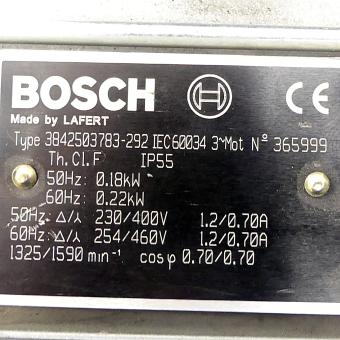 BOSCH CE
Made by LAFERT
Type 3842503783-292 IEC60034 3~Mot Nº 365999
Th.Cl.F IP55
50Hz: 0.18kW
60Hz: 0.22kW
50Hz: △/⅄ 230/400V 1.2/0.70A
60Hz: △/⅄ 254/460V 1.2/0.70A
1325/1590 min⁻¹ cosφ 0.70/0.70